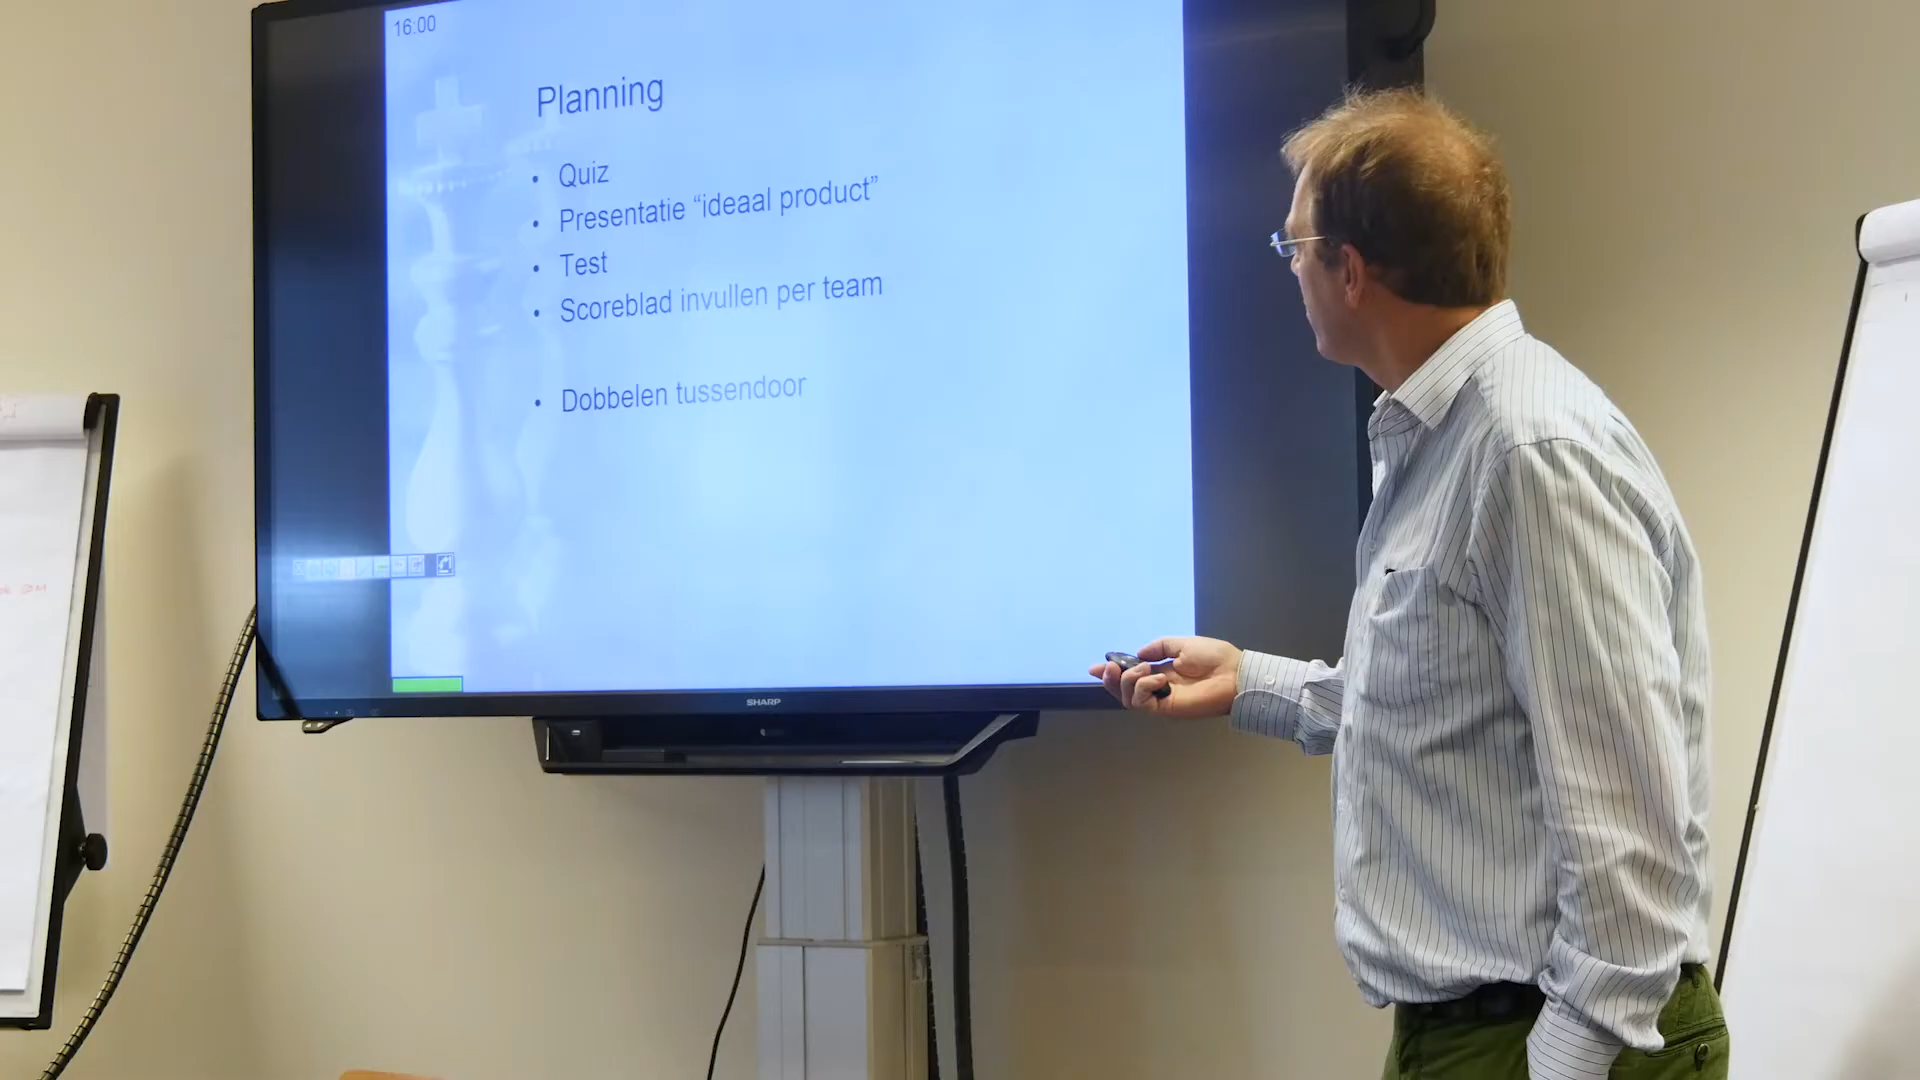 16:00
Planning
• Quiz
• Presentatie “ideaal product”
• Test
• Scoreblad invullen per team
• Dobbelen tussendoor
SHARP